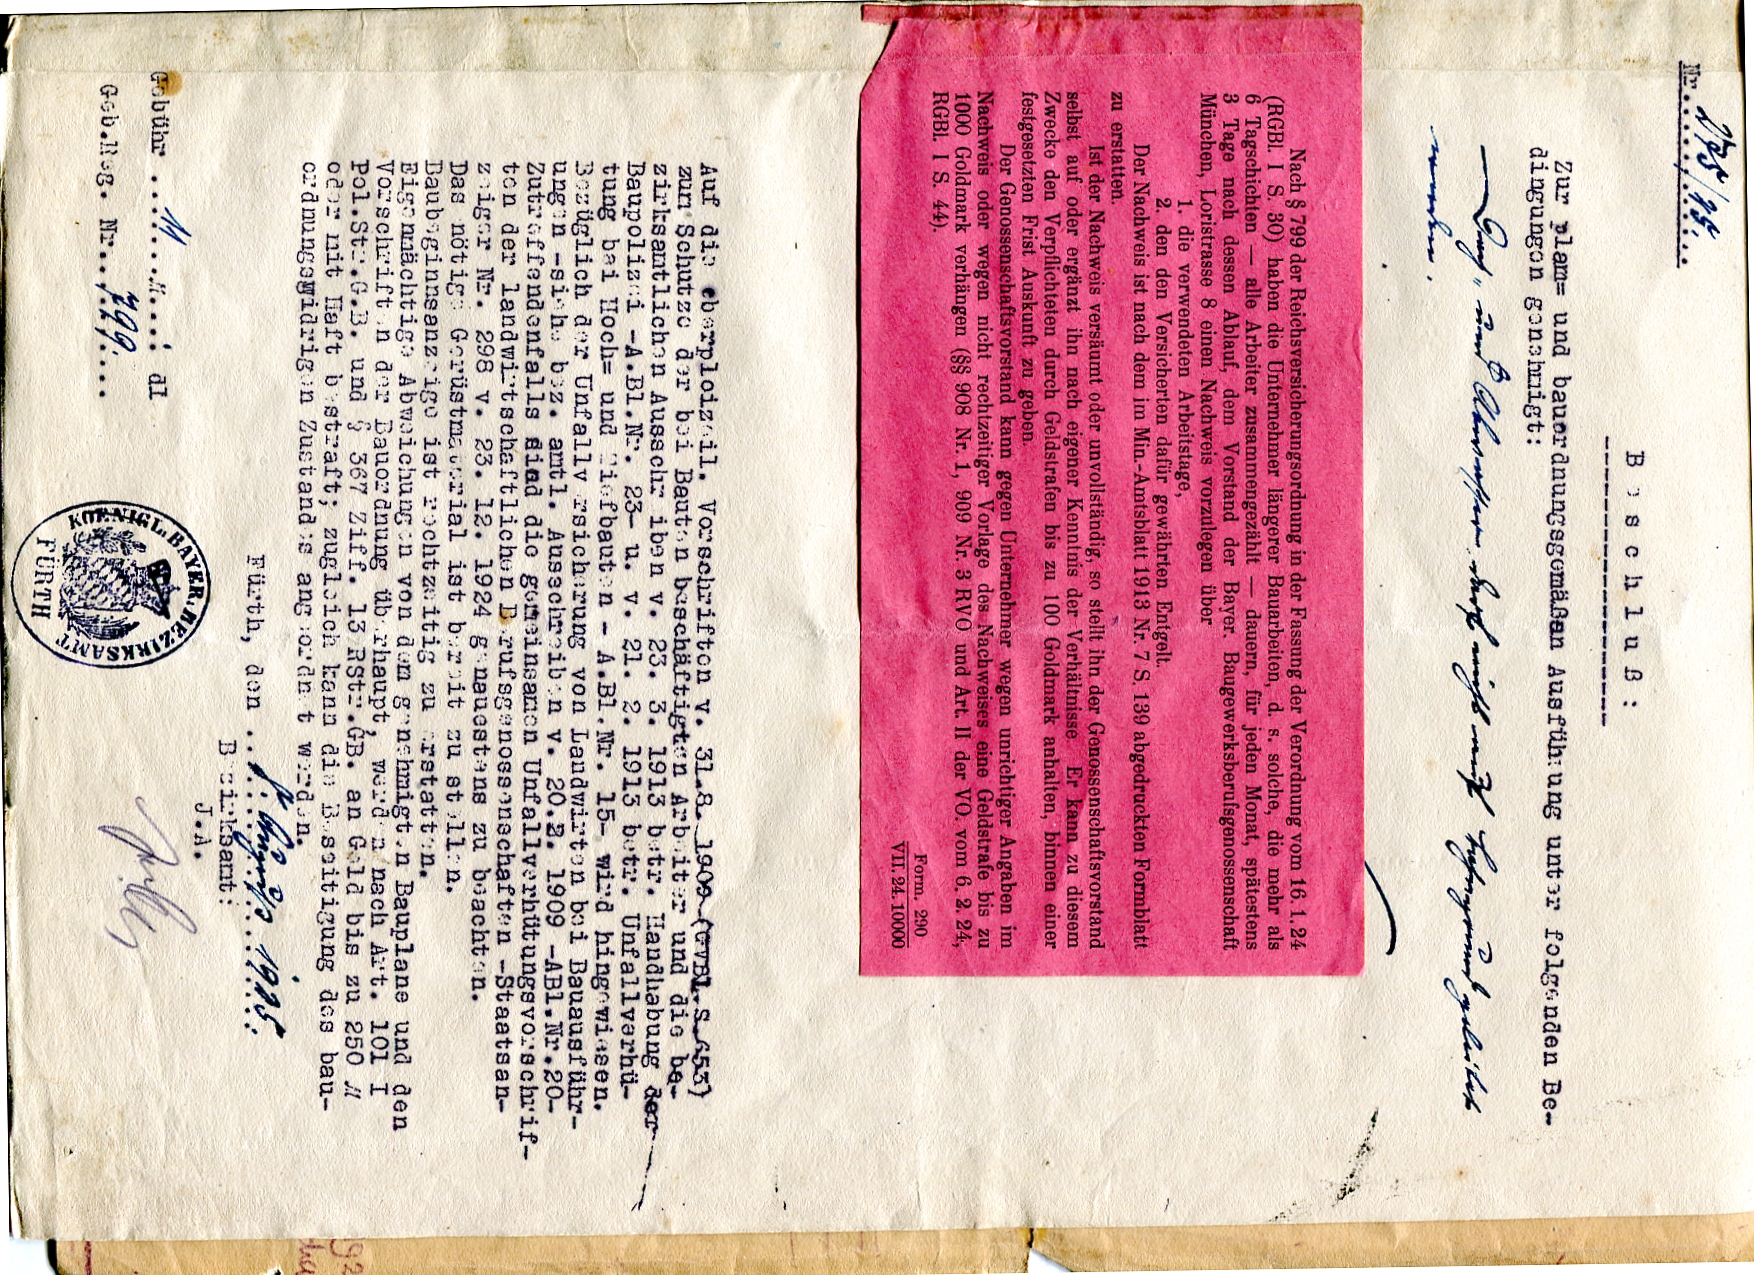 Nr. 275/25.
B e s c h l u ß :
Zur plam= und bauordnungsgemäßen Ausführung unter folgenden Be-
dingungen genehmigt:
werden.
Nach § 799 der Reichsversicherungsordnung in der Fassung der Verordnung vom 16. 1. 24
(RGBl. I S. 30) haben die Unternehmer längerer Bauarbeiten, d. s. solche, die mehr als
6 Tagschichten — alle Arbeiter zusammengezählt — dauern, für jeden Monat, spätestens
3 Tage nach dessen Ablauf, dem Vorstand der Bayer. Baugewerksberufsgenossenschaft
München, Loristrasse 8 einen Nachweis vorzulegen über
1. die verwendeten Arbeitstage,
2. den den Versicherten dafür gewährten Entgelt.
Der Nachweis ist nach dem im Min.-Amtsblatt 1913 Nr. 7 S. 139 abgedruckten Formblatt
zu erstatten.
Ist der Nachweis versäumt oder unvollständig, so stellt ihn der Genossenschaftsvorstand
selbst auf oder ergänzt ihn nach eigener Kenntnis der Verhältnisse. Er kann zu diesem
Zwecke den Verpflichteten durch Geldstrafen bis zu 100 Goldmark anhalten, binnen einer
festgesetzten Frist Auskunft zu geben.
Der Genossenschaftsvorstand kann gegen Unternehmer wegen unrichtiger Angaben im
Nachweis oder wegen nicht rechtzeitiger Vorlage des Nachweises eine Geldstrafe bis zu
1000 Goldmark verhängen (§§ 908 Nr. 1, 909 Nr. 3 RVO und Art. II der VO. vom 6. 2. 24,
RGBl. I S. 44).
Form. 290
VII. 24. 10000
Auf die oberploizeil. Vorschriften v. 31.8. 1909 (GVBl.S.653)
zum Schutze der bei Bauten beschäftigten Arbeiter und die be-
zirksamtlichen Ausschreiben v. 23. 3. 1913 betr. Handhabung der
Baupolizei -A.Bl.Nr. 23- u. v. 21. 2. 1913 betr. Unfallverhü-
tung bei Hoch= und Tiefbauten - A.Bl.Nr. 15- wird hingewiesen.
Bezüglich der Unfallversicherung von Landwirten bei Bauausführ-
ungen -siehe bez. amtl. Ausschreiben v. 20.2. 1909 -ABl.Nr.20-
Zutreffendenfalls sind die gemeinsamen Unfallverhütungsvorschrif-
ten der landwirtschaftlichen Berufsgenossenschaften -Staatsan-
zeiger Nr. 298 v. 23. 12. 1924 genauestens zu beachten.
Das nötige Gerüstmaterial ist bereit zu stellen.
Baubeginnsanzeige ist rechtzeitig zu erstatten.
Eigenmächtige Abweichungen von dem genehmigten Bauplane und den
Vorschriften der Bauordnung überhaupt, werden nach Art. 101 I
Pol.Str.G.B. und § 367 Ziff. 13 RStr.GB. an Geld bis zu 250 M
oder mit Haft bestraft; zugleich kann die Beseitigung des bau-
ordnungswidrigen Zustandes angeordnet werden.
Fürth, den August 1925
Bezirksamt:
J.A.
KOENIGL. BAYER. BEZIRKSAMT
FÜRTH
Gebühr 11 M
Geb.Reg. Nr. 799.